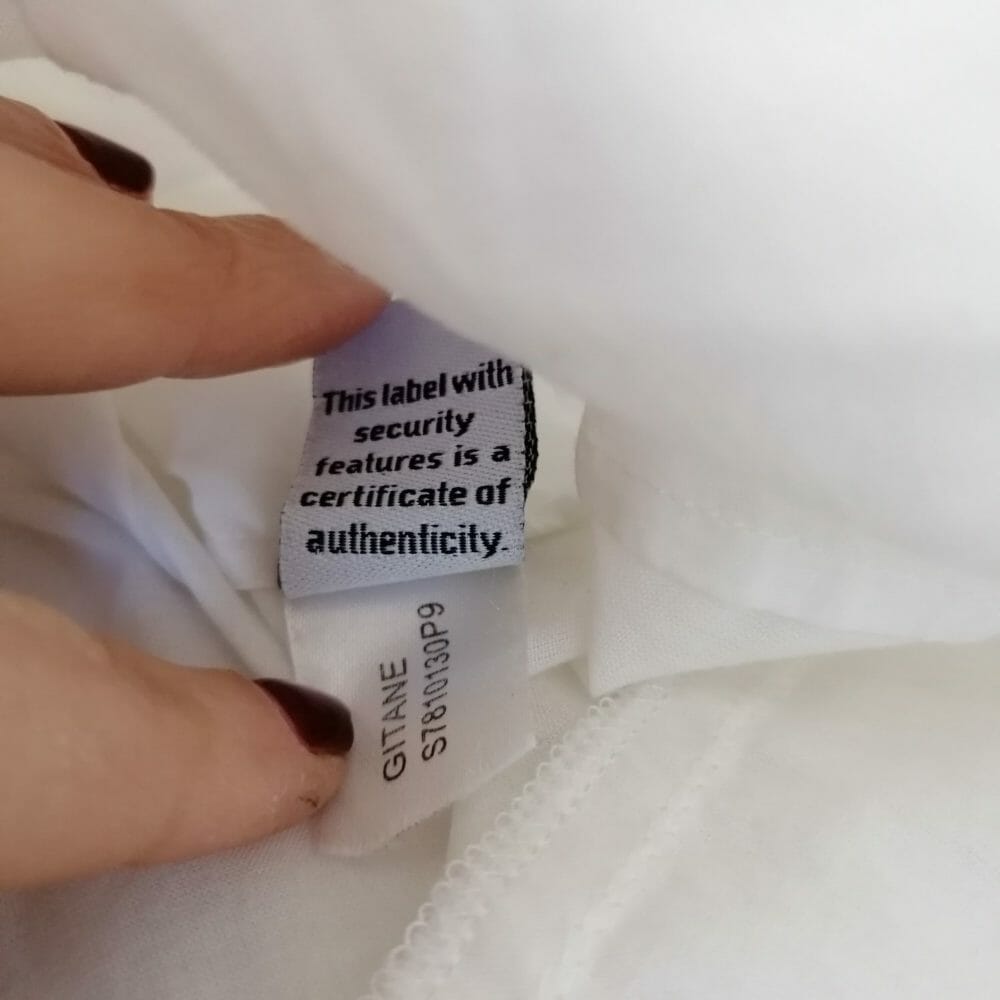 This label with
security
features is a
certificate of
authenticity.
GITANE
S7810130P9